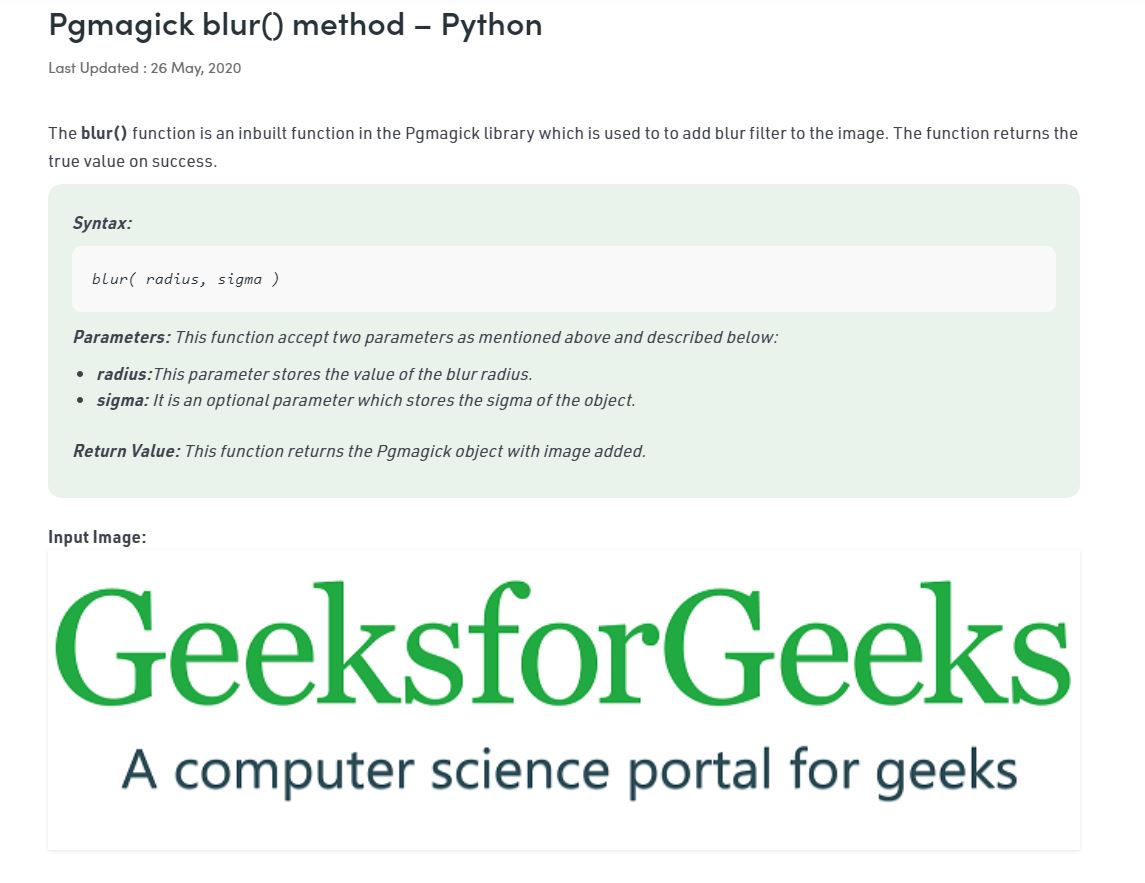 Pgmagick blur() method – Python
Last Updated : 26 May, 2020
The blur() function is an inbuilt function in the Pgmagick library which is used to to add blur filter to the image. The function returns the
true value on success.
Syntax:
blur( radius, sigma )
Parameters: This function accept two parameters as mentioned above and described below:
• radius:This parameter stores the value of the blur radius.
• sigma: It is an optional parameter which stores the sigma of the object.
Return Value: This function returns the Pgmagick object with image added.
Input Image:
GeeksforGeeks
A computer science portal for geeks